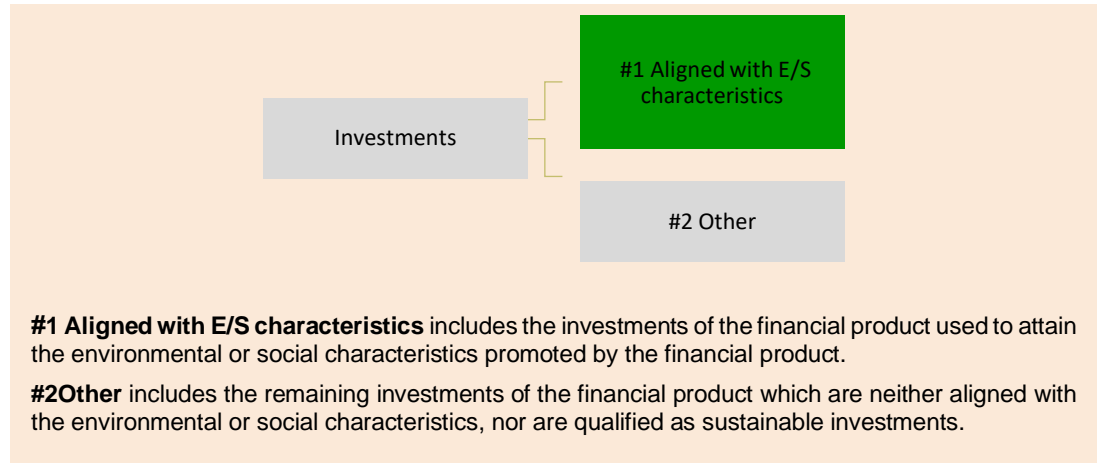 #1 Aligned with E/S
characteristics
Investments
#2 Other
#1 Aligned with E/S characteristics includes the investments of the financial product used to attain
the environmental or social characteristics promoted by the financial product.
#2Other includes the remaining investments of the financial product which are neither aligned with
the environmental or social characteristics, nor are qualified as sustainable investments.